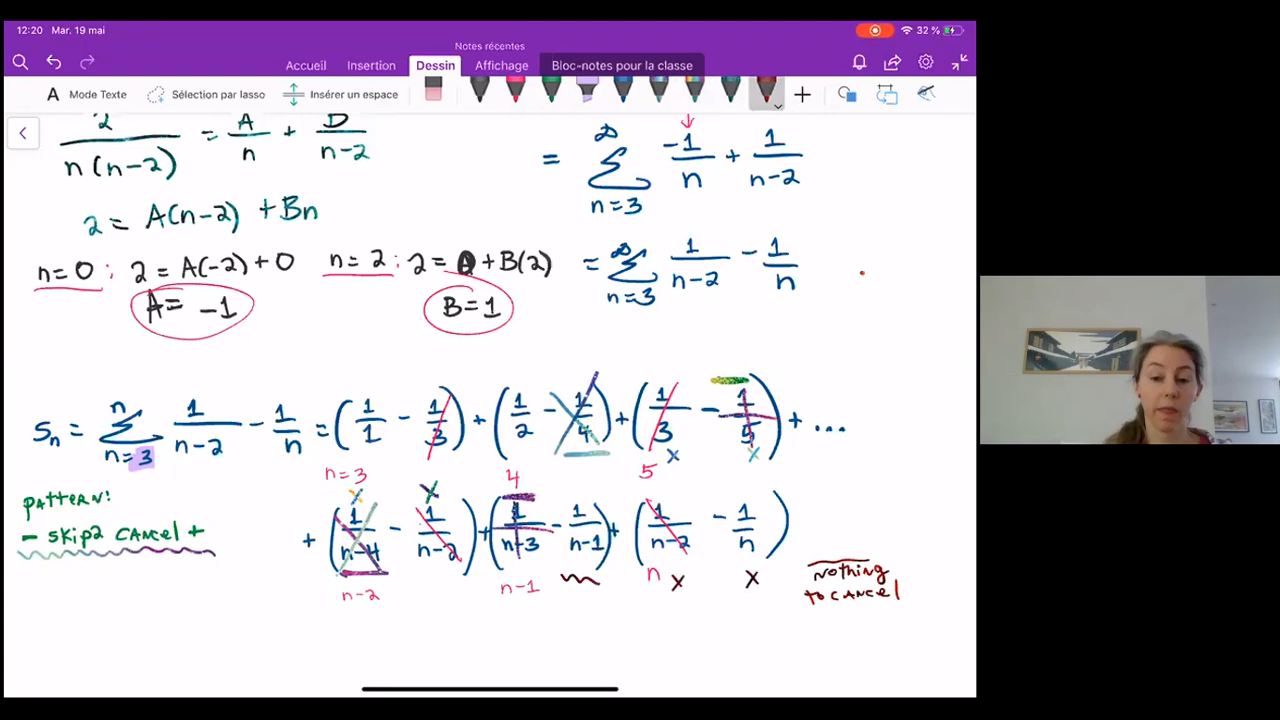 12:20 Mar. 19 mai
32 %
Notes récentes
Accueil Insertion Dessin Affichage Bloc-notes pour la classe
A Mode Texte Sélection par lasso Insérer un espace
2/(n(n-2)) = A/n + D/(n-2)
2 = A(n-2) + Bn
n=0 : 2 = A(-2) + 0
A = -1
n=2 : 2 = 0 + B(2)
B = 1
= ∞ Σ n=3 -1/n + 1/(n-2)
= ∞ Σ n=3 1/(n-2) - 1/n
Sn = n Σ n=3 1/(n-2) - 1/n = (1/1 - 1/3) + (1/2 - 1/4) + (1/3 - 1/5) + ...
n=3 4 5 x x
pattern:
- skip2 cancel +
x x
+ (1/(n-4) - 1/(n-2)) + (1/(n-3) - 1/(n-1)) + (1/(n-2) - 1/n)
n-2 n-1 n x x
nothing
to cancel